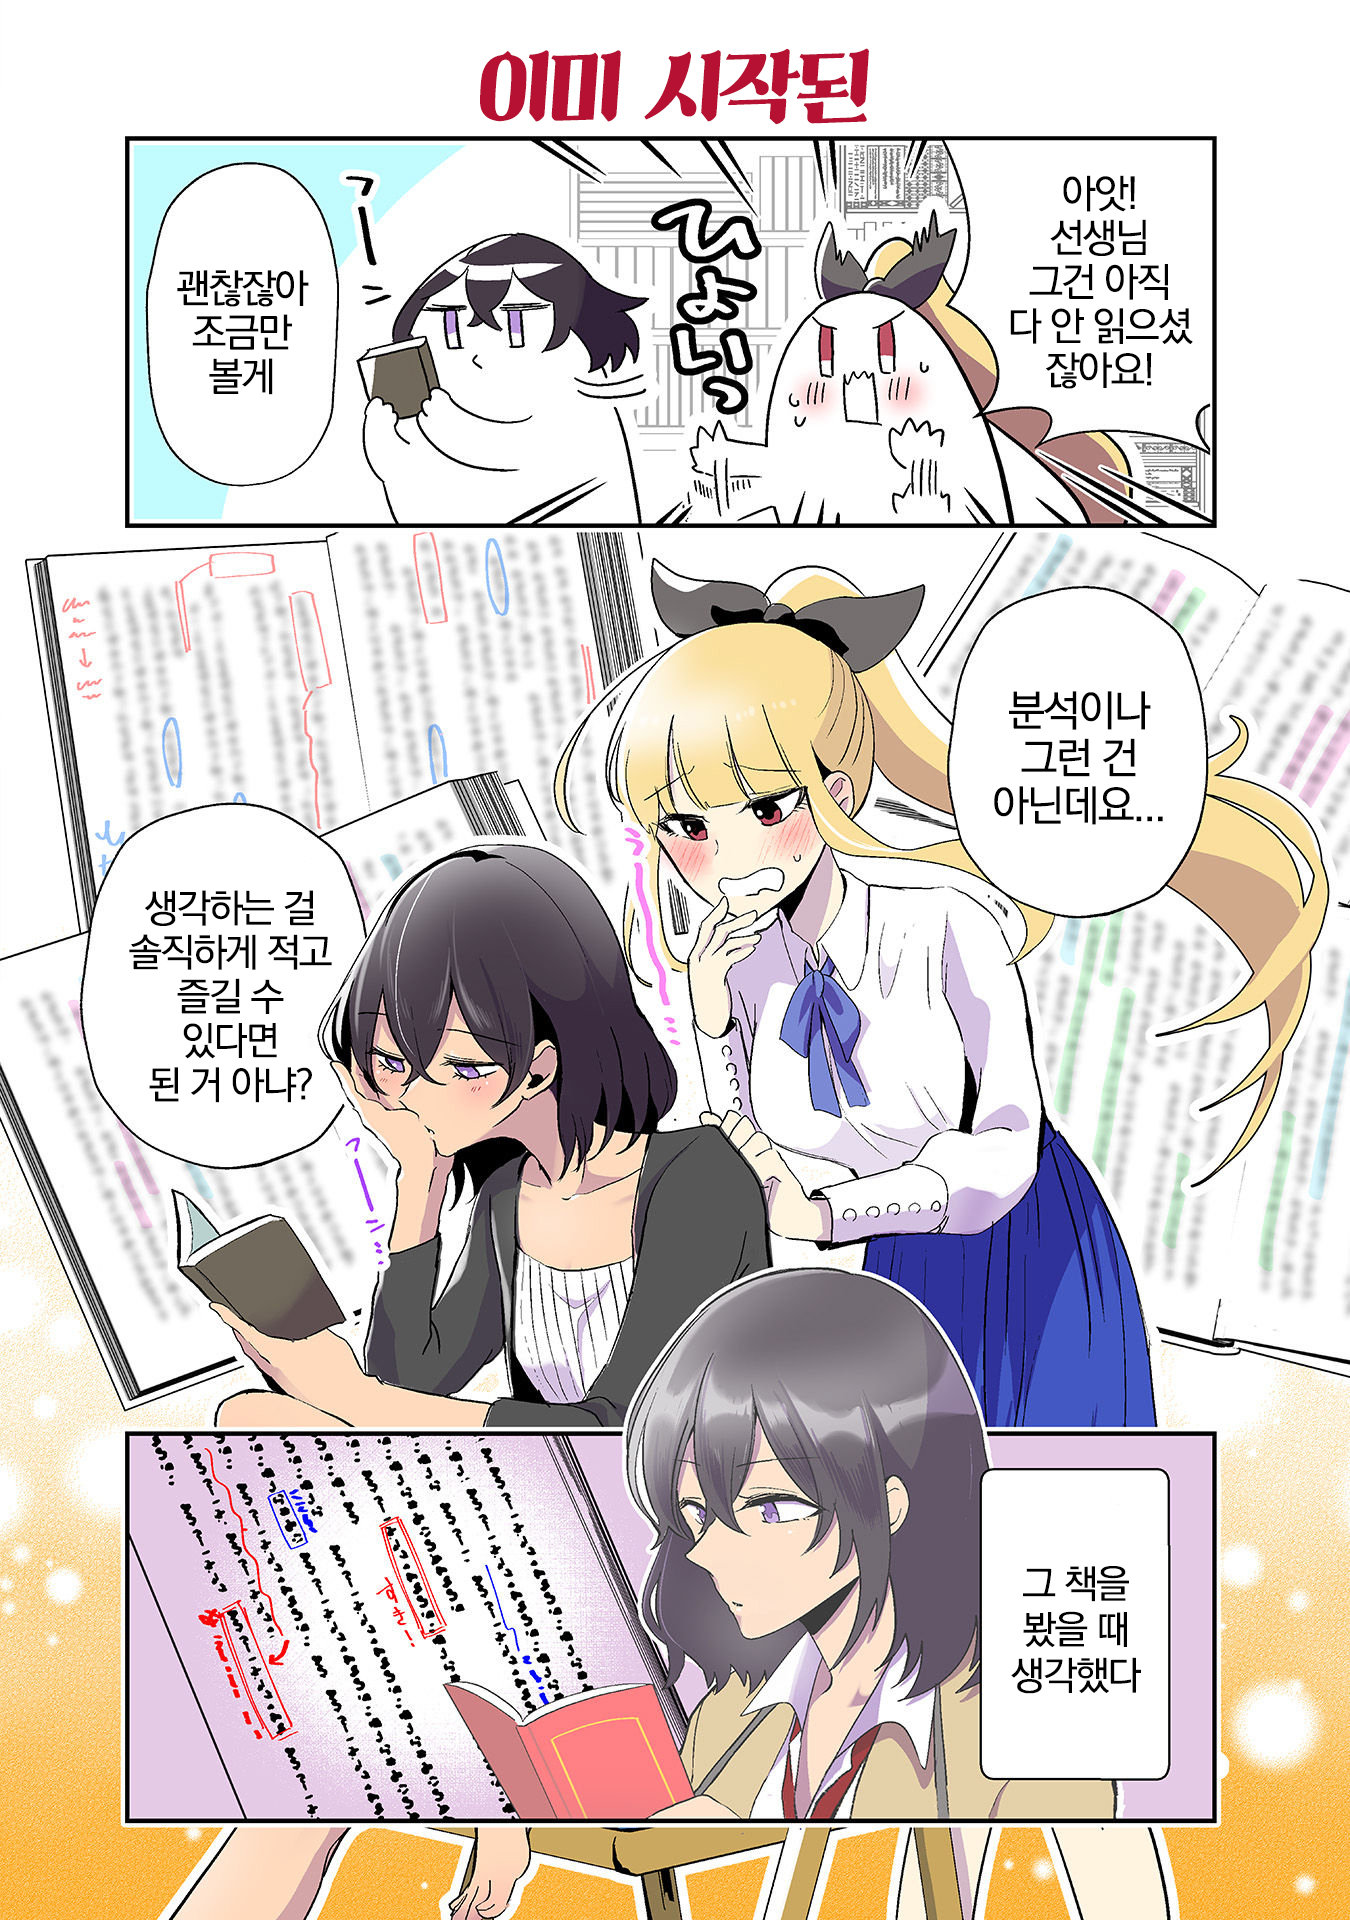 이미 시작된
아앗!
선생님
그건 아직
다 안 읽으셨
잖아요!
ひょいっ
괜찮잖아
조금만
볼게
분석이나
그런 건
아닌데요...
생각하는 걸
솔직하게 적고
즐길 수
있다면
된 거 아냐?
그 책을
봤을 때
생각했다
すき!